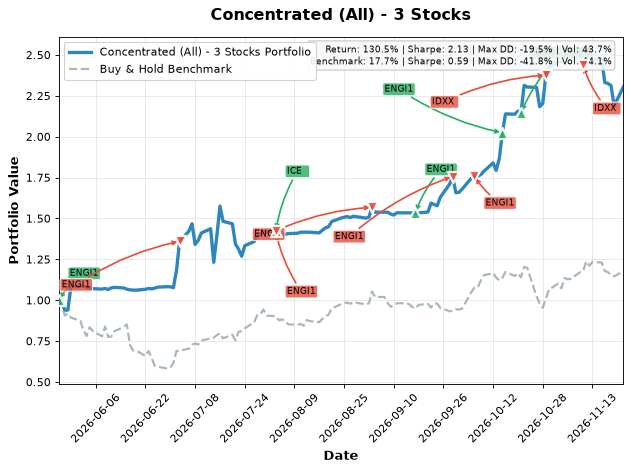 Concentrated (All) - 3 Stocks
Concentrated (All) - 3 Stocks Portfolio
Buy & Hold Benchmark
Return: 130.5% | Sharpe: 2.13 | Max DD: -19.5% | Vol: 43.7%
Benchmark: 17.7% | Sharpe: 0.59 | Max DD: -41.8% | Vol: 4.1%
ENGI1
IDXX
IDXX
ICE
ENGI1
ENGI1
ENGI1
ENGI1
ENGI1
ENGI1
ENGI1
Portfolio Value
2.50
2.25
2.00
1.75
1.50
1.25
1.00
0.75
0.50
2026-06-06
2026-06-22
2026-07-08
2026-07-24
2026-08-09
2026-08-25
2026-09-10
2026-09-26
2026-10-12
2026-10-28
2026-11-13
Date